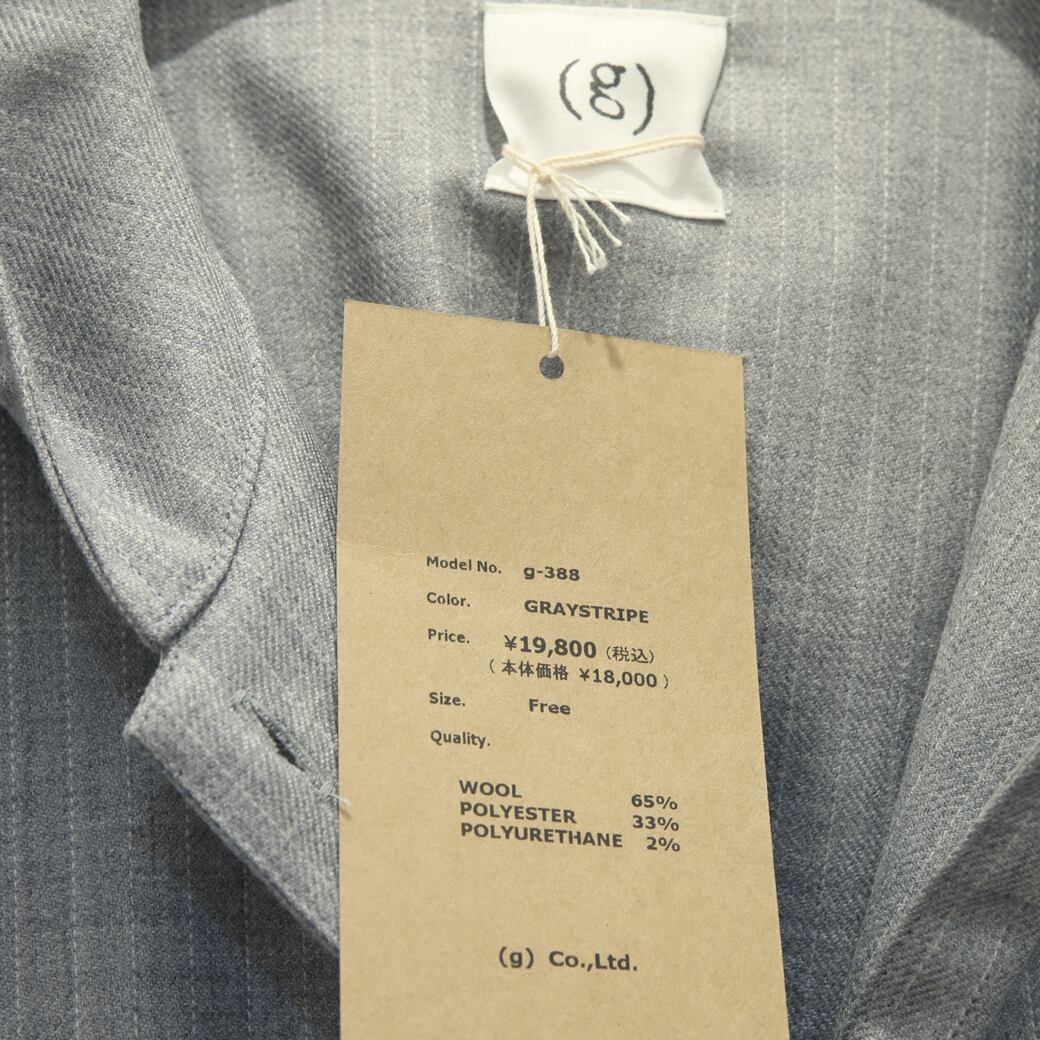 (g)
Model No. g-388
Color. GRAYSTRIPE
Price. ¥19,800 (税込)
( 本体価格 ¥18,000 )
Size. Free
Quality.
WOOL 65%
POLYESTER 33%
POLYURETHANE 2%
(g) Co.,Ltd.